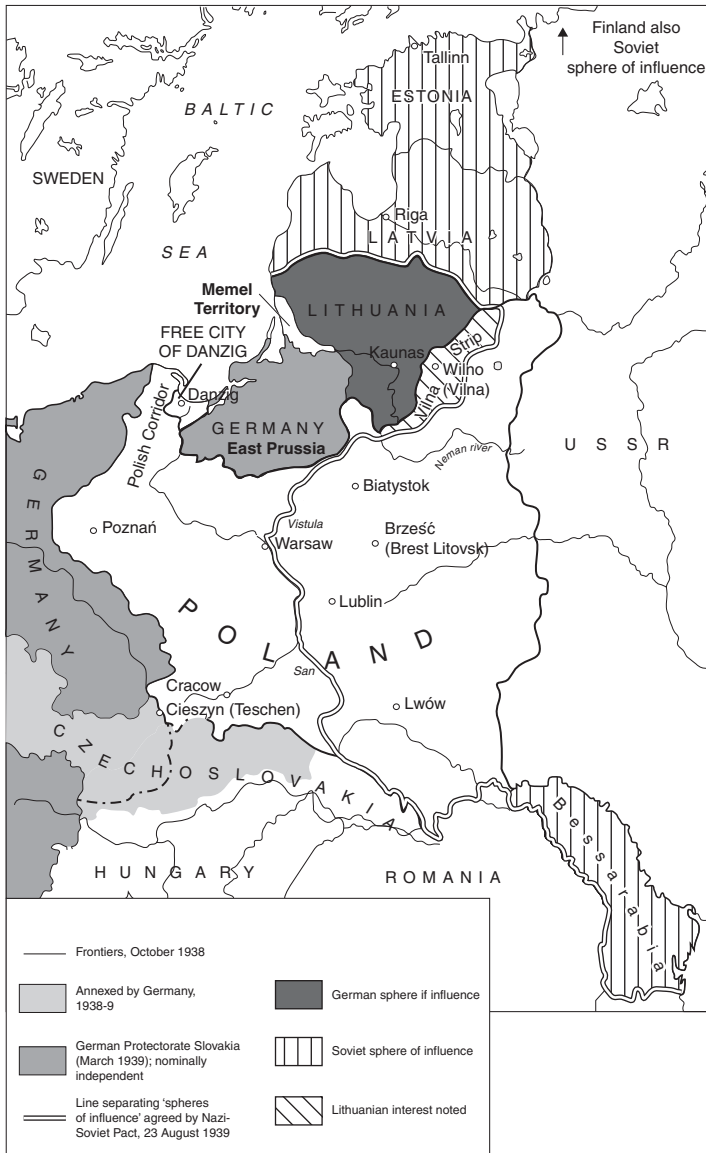 Finland also
Soviet
sphere of influence
Tallinn
ESTONIA
BALTIC
SWEDEN
Riga
LATVIA
SEA
Memel
Territory
LITHUANIA
FREE CITY
OF DANZIG
Kaunas
Vilna Strip
Wilno
(Vilna)
Danzig
Polish Corridor
GERMANY
East Prussia
USSR
Neman river
GERMANY
Biatystok
Poznań
Vistula
Warsaw
Brześć
(Brest Litovsk)
Lublin
POLAND
San
Cracow
Cieszyn (Teschen)
Lwów
CZECHOSLOVAKIA
Bessarabia
HUNGARY
ROMANIA
Frontiers, October 1938
Annexed by Germany,
1938-9
German sphere if influence
German Protectorate Slovakia
(March 1939); nominally
independent
Soviet sphere of influence
Line separating ‘spheres
of influence’ agreed by Nazi-
Soviet Pact, 23 August 1939
Lithuanian interest noted